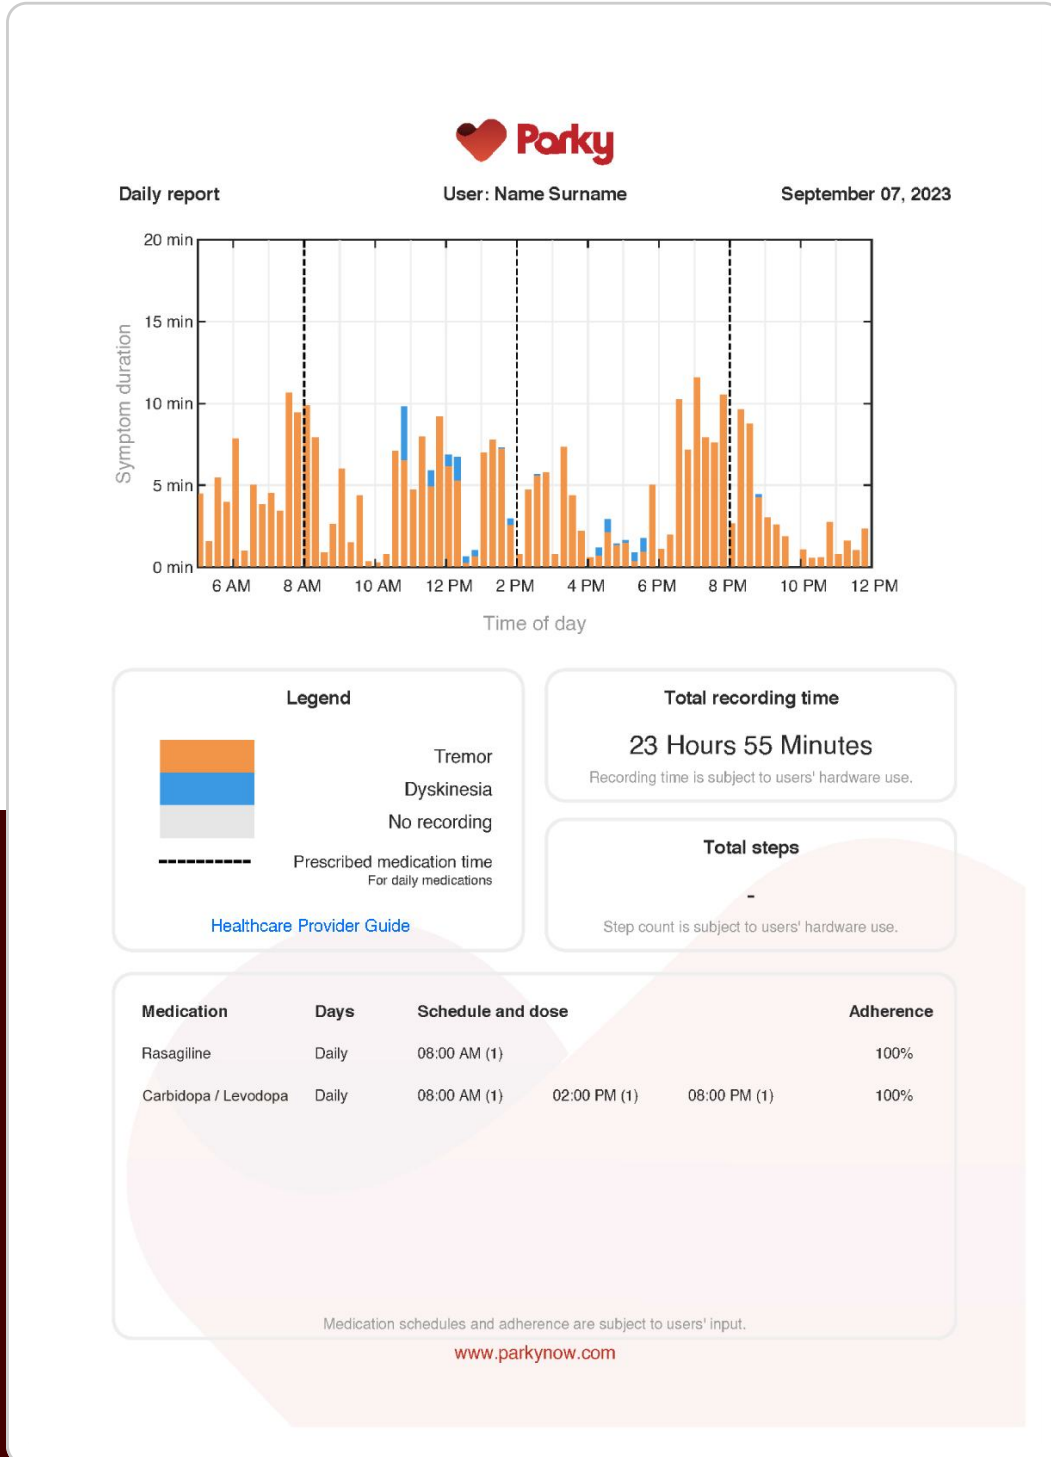 Parky
Daily report User: Name Surname September 07, 2023
20 min
15 min
10 min
5 min
0 min
Symptom duration
6 AM 8 AM 10 AM 12 PM 2 PM 4 PM 6 PM 8 PM 10 PM 12 PM
Time of day
Legend
Tremor
Dyskinesia
No recording
Prescribed medication time
For daily medications
Healthcare Provider Guide
Total recording time
23 Hours 55 Minutes
Recording time is subject to users' hardware use.
Total steps
-
Step count is subject to users' hardware use.
Medication Days Schedule and dose Adherence
Rasagiline Daily 08:00 AM (1) 100%
Carbidopa / Levodopa Daily 08:00 AM (1) 02:00 PM (1) 08:00 PM (1) 100%
Medication schedules and adherence are subject to users' input.
www.parkynow.com